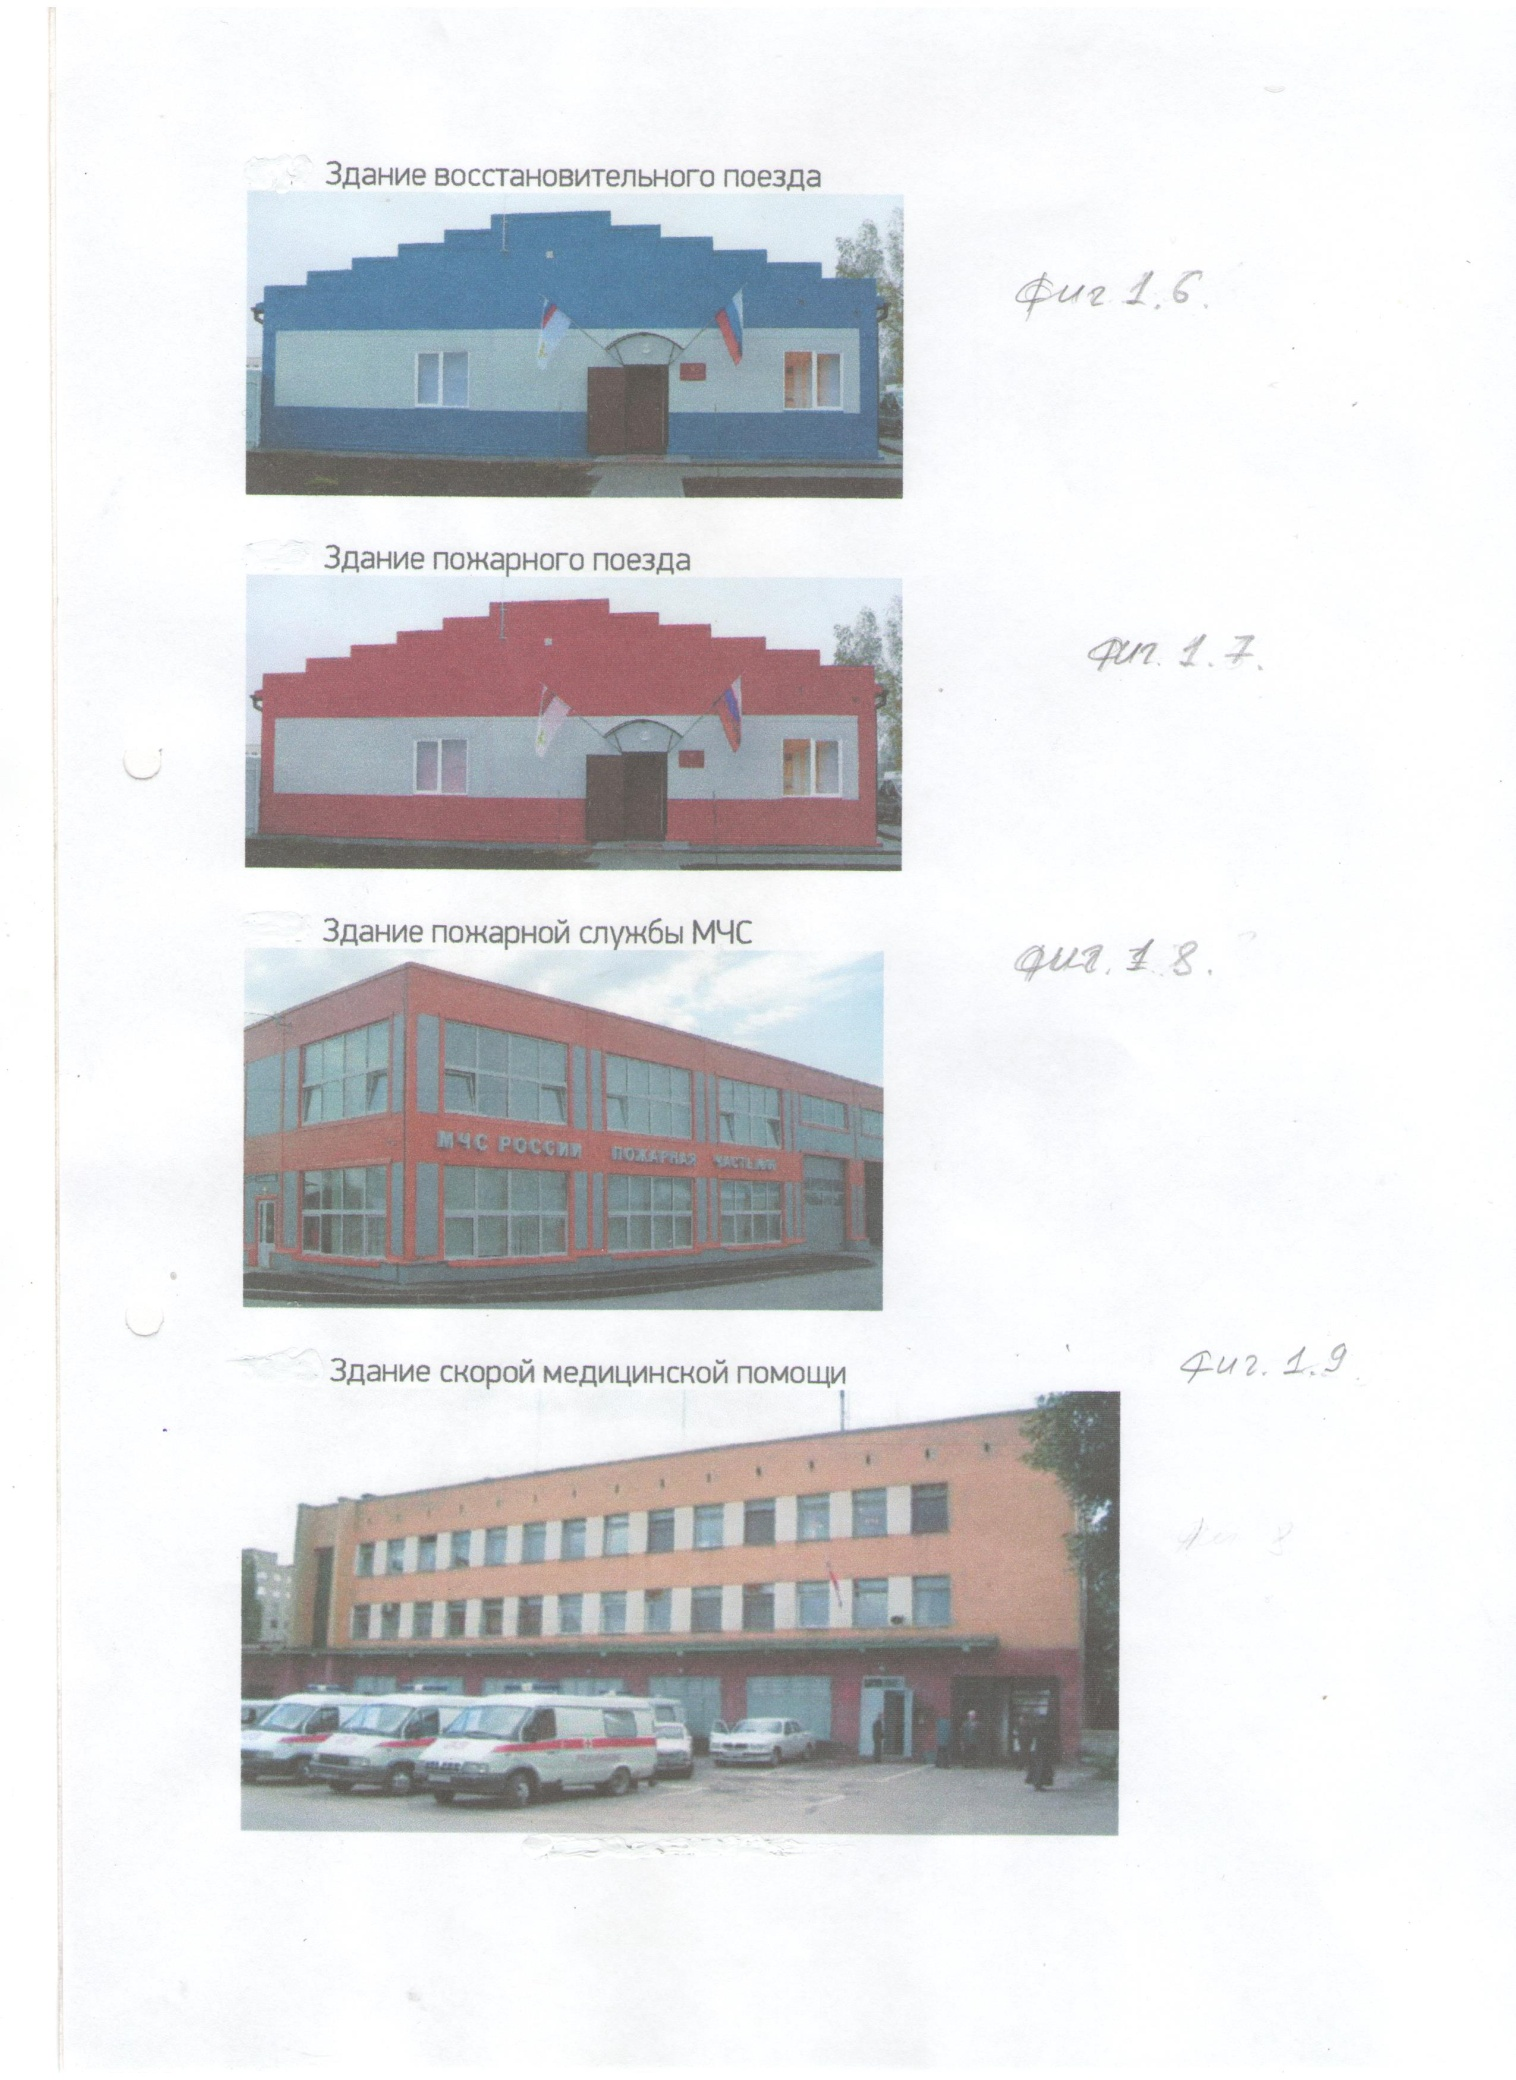 Здание восстановительного поезда
Фиг 1.6.
Здание пожарного поезда
Фиг. 1.7.
Здание пожарной службы МЧС
Фиг. 1.8.
МЧС РОССИИ ПОЖАРНАЯ ЧАСТЬ
Здание скорой медицинской помощи
Фиг. 1.9